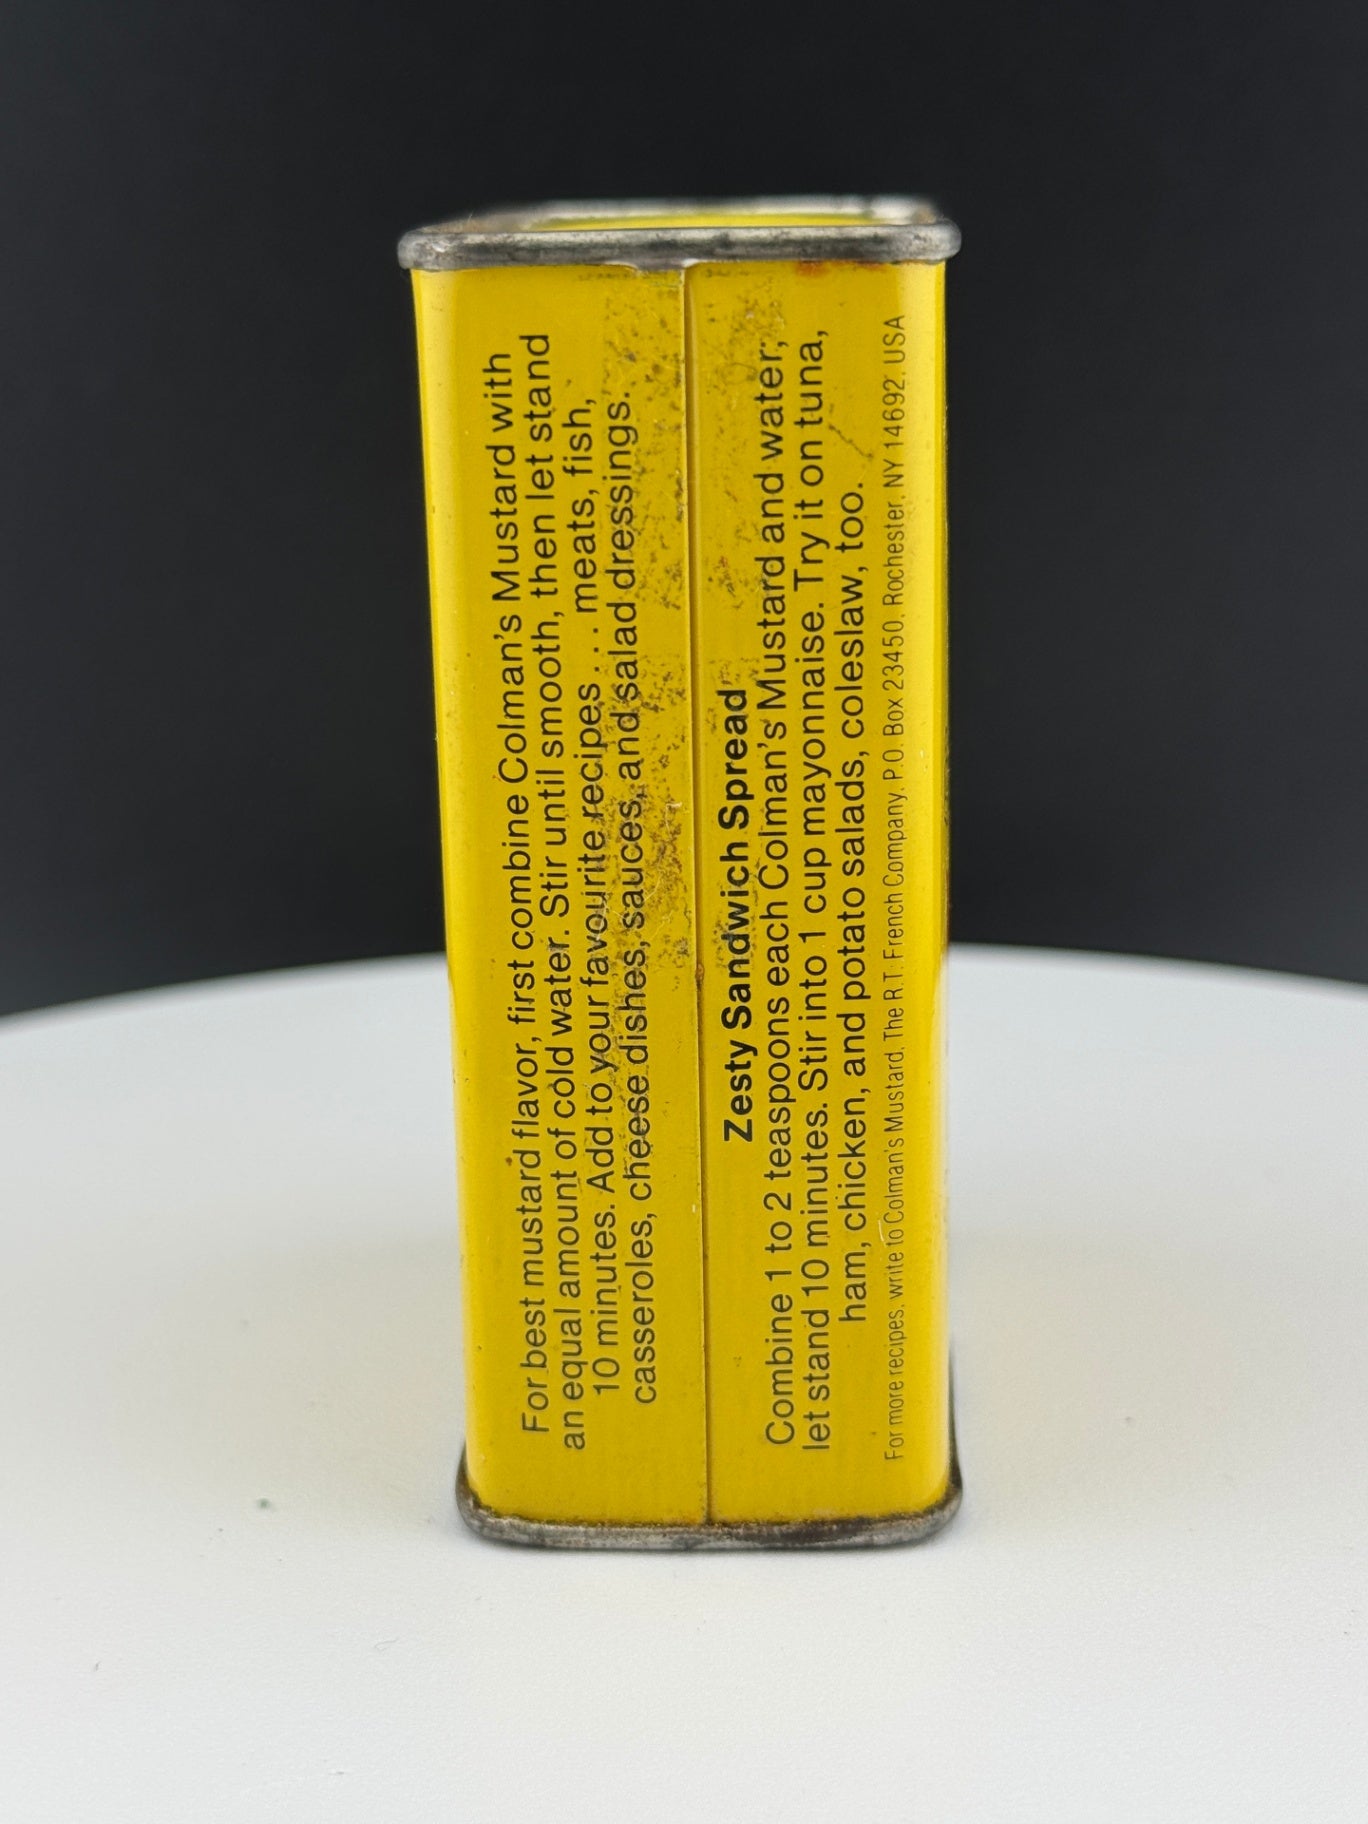 For best mustard flavor, first combine Colman's Mustard with
an equal amount of cold water. Stir until smooth, then let stand
10 minutes. Add to your favourite recipes . . . meats, fish,
casseroles, cheese dishes, sauces, and salad dressings.
Zesty Sandwich Spread
Combine 1 to 2 teaspoons each Colman's Mustard and water;
let stand 10 minutes. Stir into 1 cup mayonnaise. Try it on tuna,
ham, chicken, and potato salads, coleslaw, too.
For more recipes, write to Colman's Mustard, The R.T. French Company, P.O. Box 23450, Rochester, NY 14692, USA